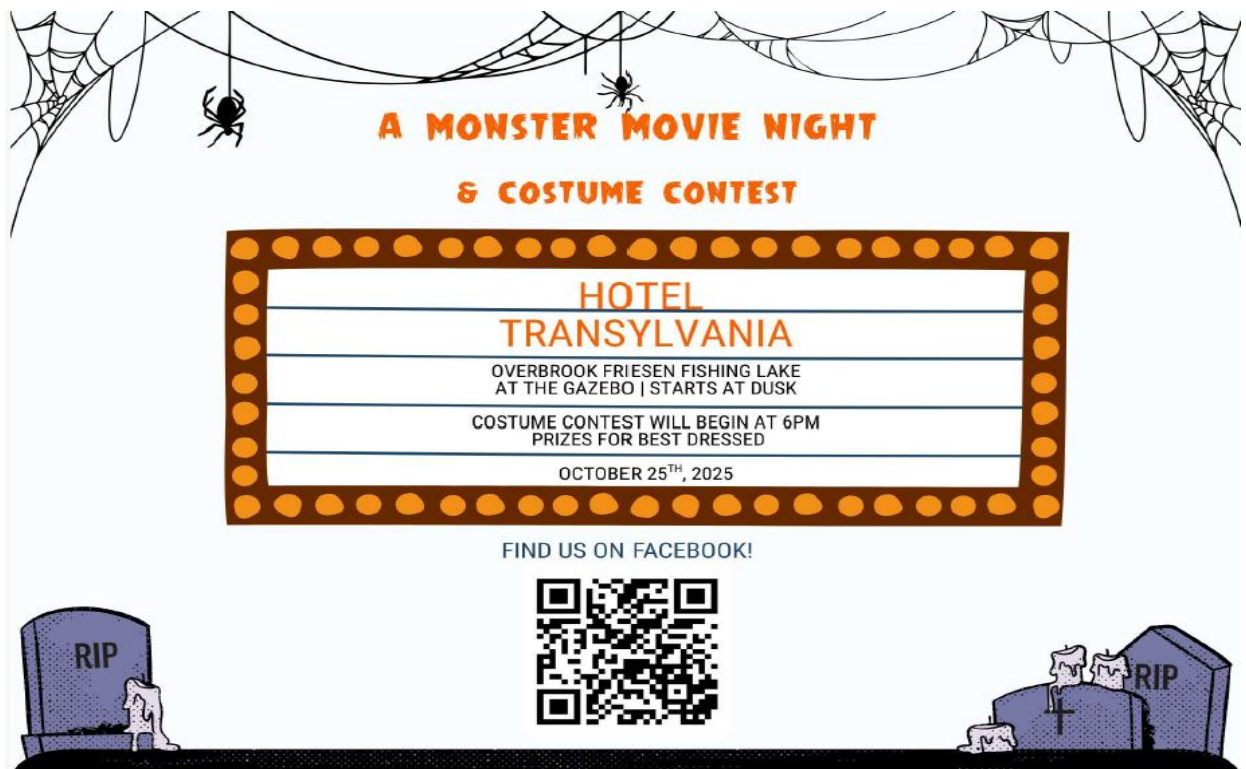 A MONSTER MOVIE NIGHT
& COSTUME CONTEST
HOTEL
TRANSYLVANIA
OVERBROOK FRIESEN FISHING LAKE
AT THE GAZEBO | STARTS AT DUSK
COSTUME CONTEST WILL BEGIN AT 6PM
PRIZES FOR BEST DRESSED
OCTOBER 25TH, 2025
FIND US ON FACEBOOK!
RIP
RIP